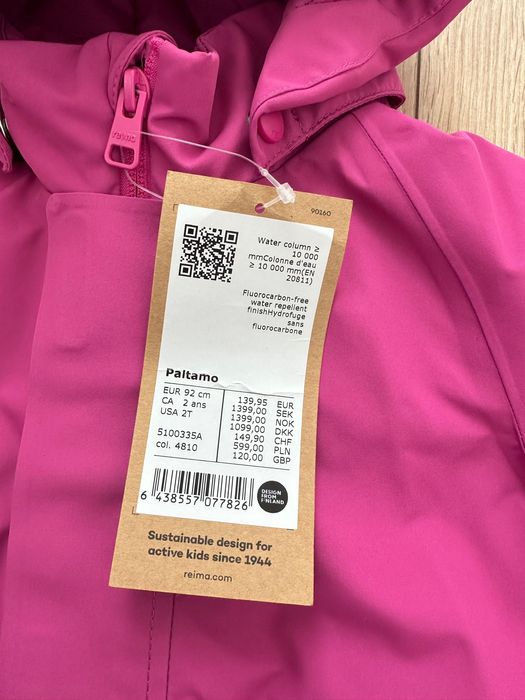 reima
90160
Water column ≥
10 000
mmColonne d'eau
≥ 10 000 mm(EN
20811)
Fluorocarbon-free
water repellent
finishHydrofuge
sans
fluorocarbone
Paltamo
EUR 92 cm
CA 2 ans
USA 2T
5100335A
col. 4810
139,95 EUR
1399,00 SEK
1399,00 NOK
1099,00 DKK
149,90 CHF
599,00 PLN
120,00 GBP
6 438557 077826
DESIGN
FROM
FINLAND
Sustainable design for
active kids since 1944
reima.com